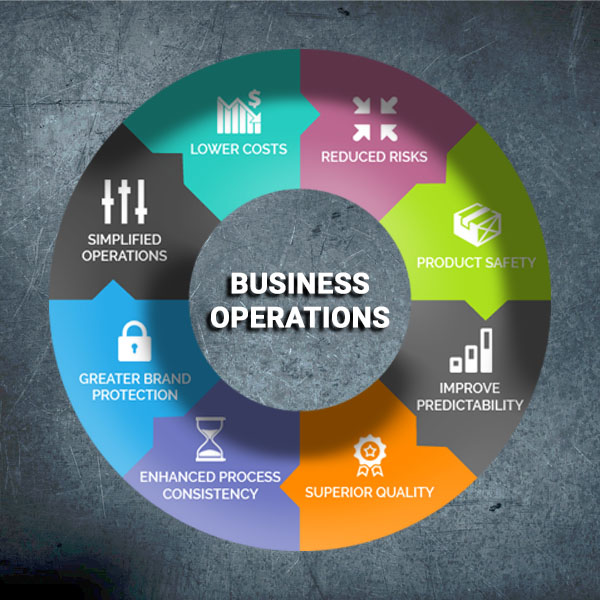 BUSINESS
OPERATIONS
LOWER COSTS
$
REDUCED RISKS
PRODUCT SAFETY
IMPROVE
PREDICTABILITY
SUPERIOR QUALITY
ENHANCED PROCESS
CONSISTENCY
GREATER BRAND
PROTECTION
SIMPLIFIED
OPERATIONS